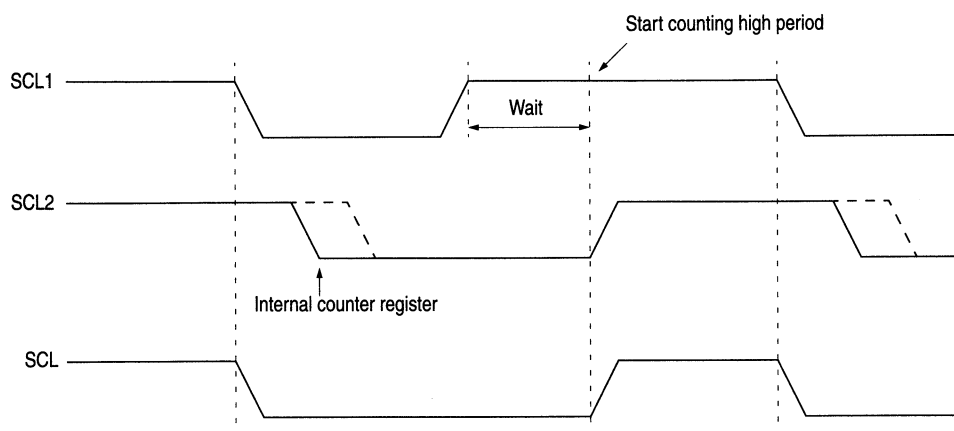 Start counting high period
SCL1
Wait
SCL2
Internal counter register
SCL